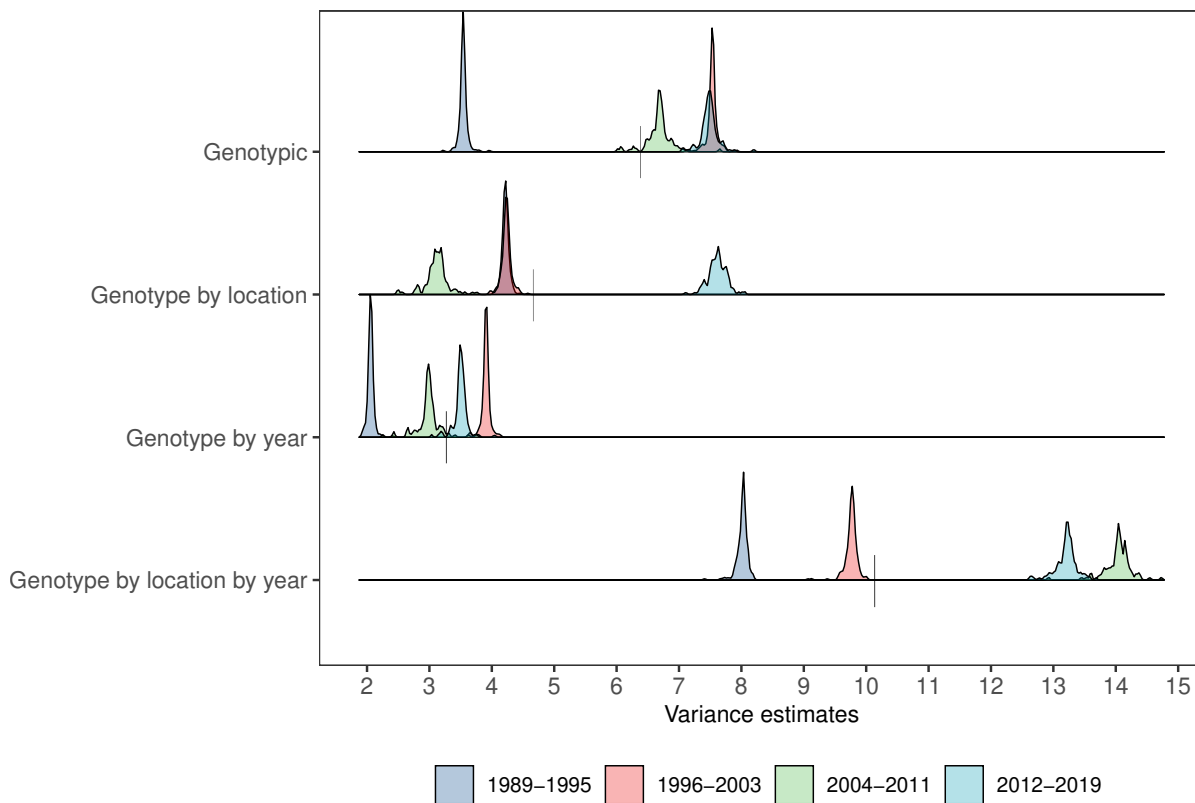 Genotypic
Genotype by location
Genotype by year
Genotype by location by year
2 3 4 5 6 7 8 9 10 11 12 13 14 15
Variance estimates
1989−1995 1996−2003 2004−2011 2012−2019